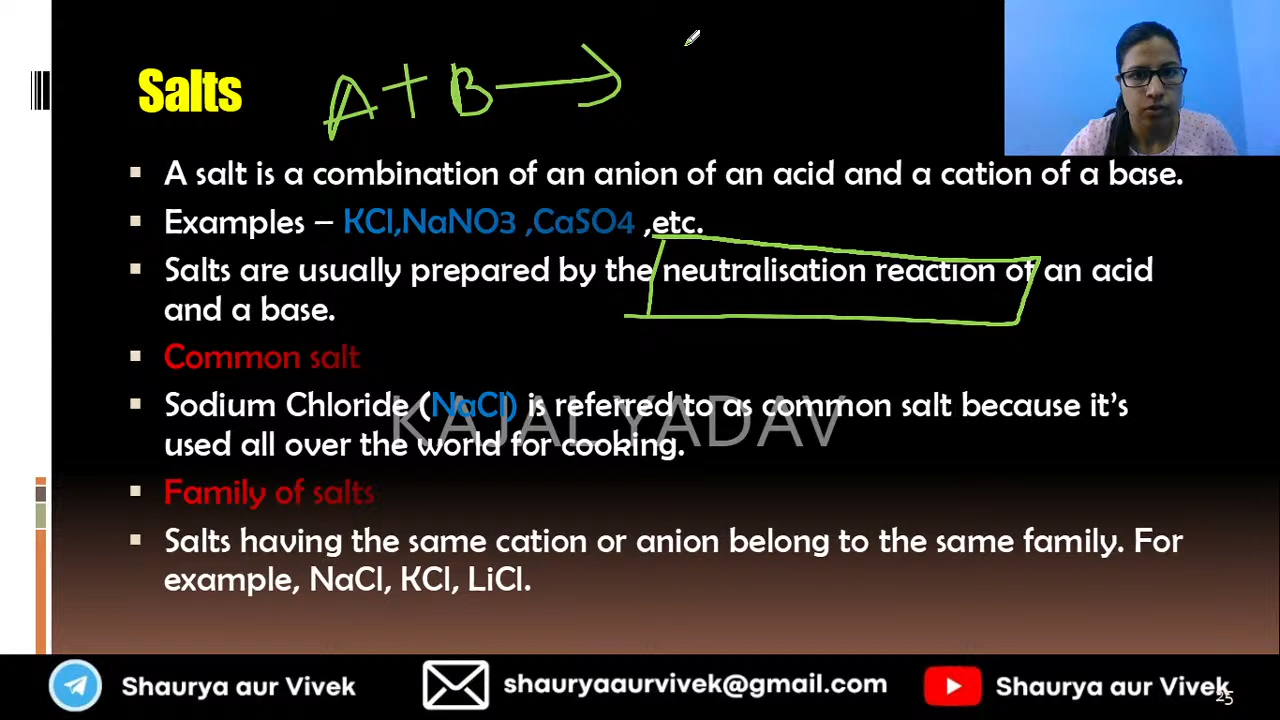 Salts
A + B →
▪ A salt is a combination of an anion of an acid and a cation of a base.
▪ Examples – KCl,NaNO3 ,CaSO4 ,etc.
▪ Salts are usually prepared by the neutralisation reaction of an acid
and a base.
▪ Common salt
▪ Sodium Chloride (NaCl) is referred to as common salt because it’s
used all over the world for cooking.
KAJAL YADAV
▪ Family of salts
▪ Salts having the same cation or anion belong to the same family. For
example, NaCl, KCl, LiCl.
Shaurya aur Vivek shauryaaurvivek@gmail.com Shaurya aur Vivek
25